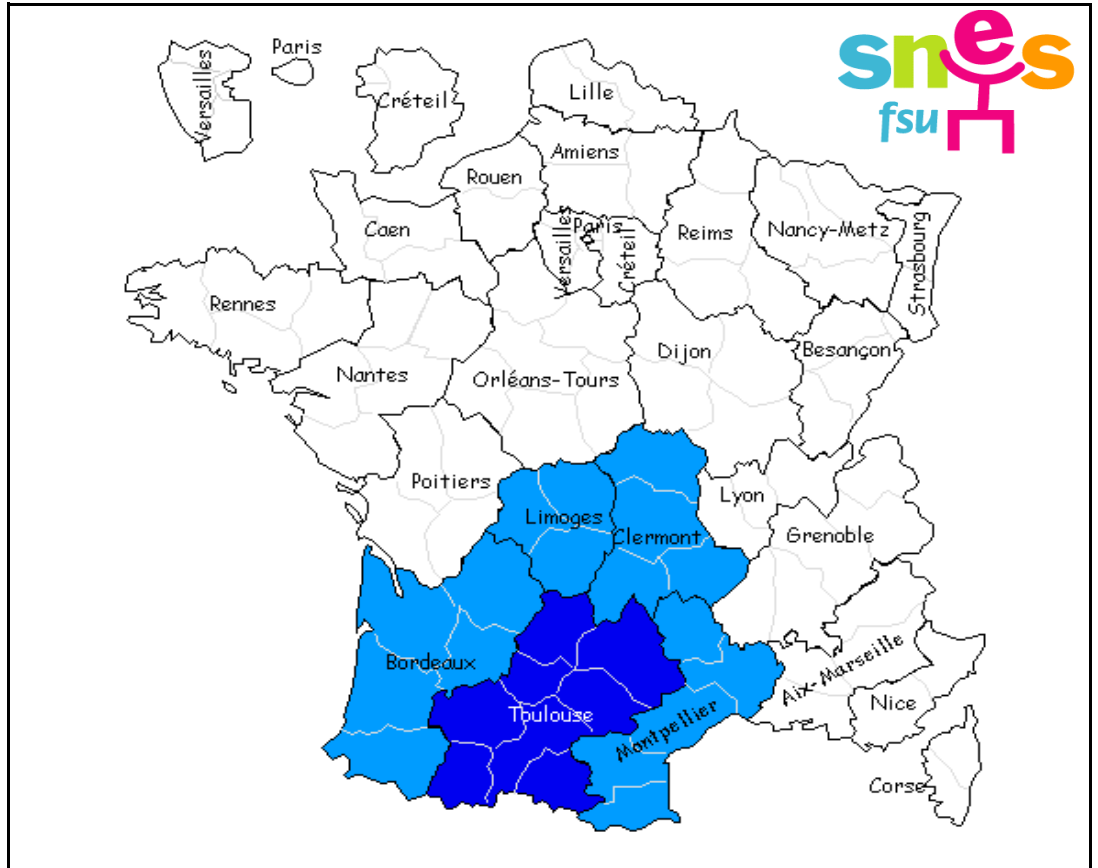 Versailles
Paris
Créteil
snes
fsu
Lille
Amiens
Rouen
Caen
Versailles
Paris
Créteil
Reims
Nancy-Metz
Strasbourg
Rennes
Nantes
Orléans-Tours
Dijon
Besançon
Poitiers
Limoges
Clermont
Lyon
Grenoble
Bordeaux
Toulouse
Montpellier
Aix-Marseille
Nice
Corse